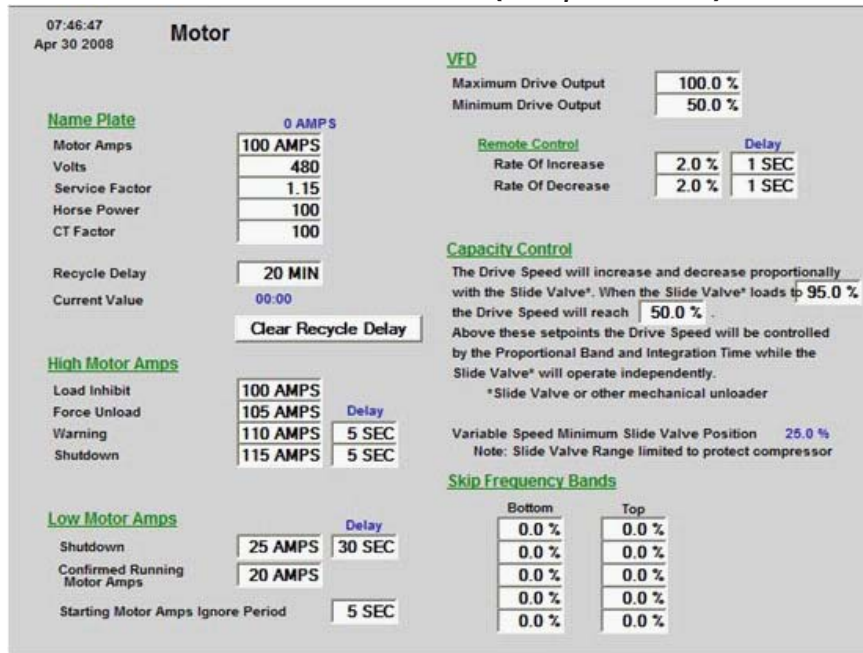 07:46:47
Apr 30 2008
Motor
Name Plate
0 AMPS
Motor Amps 100 AMPS
Volts 480
Service Factor 1.15
Horse Power 100
CT Factor 100
Recycle Delay 20 MIN
Current Value 00:00
Clear Recycle Delay
High Motor Amps
Load Inhibit 100 AMPS
Force Unload 105 AMPS Delay
Warning 110 AMPS 5 SEC
Shutdown 115 AMPS 5 SEC
Low Motor Amps
Delay
Shutdown 25 AMPS 30 SEC
Confirmed Running
Motor Amps 20 AMPS
Starting Motor Amps Ignore Period 5 SEC
VFD
Maximum Drive Output 100.0 %
Minimum Drive Output 50.0 %
Remote Control Delay
Rate Of Increase 2.0 % 1 SEC
Rate Of Decrease 2.0 % 1 SEC
Capacity Control
The Drive Speed will increase and decrease proportionally
with the Slide Valve*. When the Slide Valve* loads to 95.0 %
the Drive Speed will reach 50.0 % .
Above these setpoints the Drive Speed will be controlled
by the Proportional Band and Integration Time while the
Slide Valve* will operate independently.
*Slide Valve or other mechanical unloader
Variable Speed Minimum Slide Valve Position 25.0 %
Note: Slide Valve Range limited to protect compressor
Skip Frequency Bands
Bottom Top
0.0 % 0.0 %
0.0 % 0.0 %
0.0 % 0.0 %
0.0 % 0.0 %
0.0 % 0.0 %